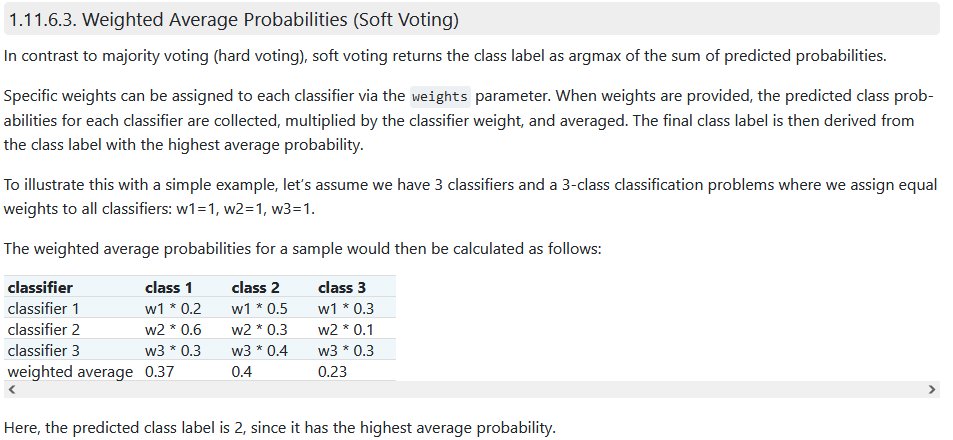 1.11.6.3. Weighted Average Probabilities (Soft Voting)
In contrast to majority voting (hard voting), soft voting returns the class label as argmax of the sum of predicted probabilities.
Specific weights can be assigned to each classifier via the weights parameter. When weights are provided, the predicted class prob-
abilities for each classifier are collected, multiplied by the classifier weight, and averaged. The final class label is then derived from
the class label with the highest average probability.
To illustrate this with a simple example, let's assume we have 3 classifiers and a 3-class classification problems where we assign equal
weights to all classifiers: w1=1, w2=1, w3=1.
The weighted average probabilities for a sample would then be calculated as follows:
classifier class 1 class 2 class 3
classifier 1 w1 * 0.2 w1 * 0.5 w1 * 0.3
classifier 2 w2 * 0.6 w2 * 0.3 w2 * 0.1
classifier 3 w3 * 0.3 w3 * 0.4 w3 * 0.3
weighted average 0.37 0.4 0.23
Here, the predicted class label is 2, since it has the highest average probability.